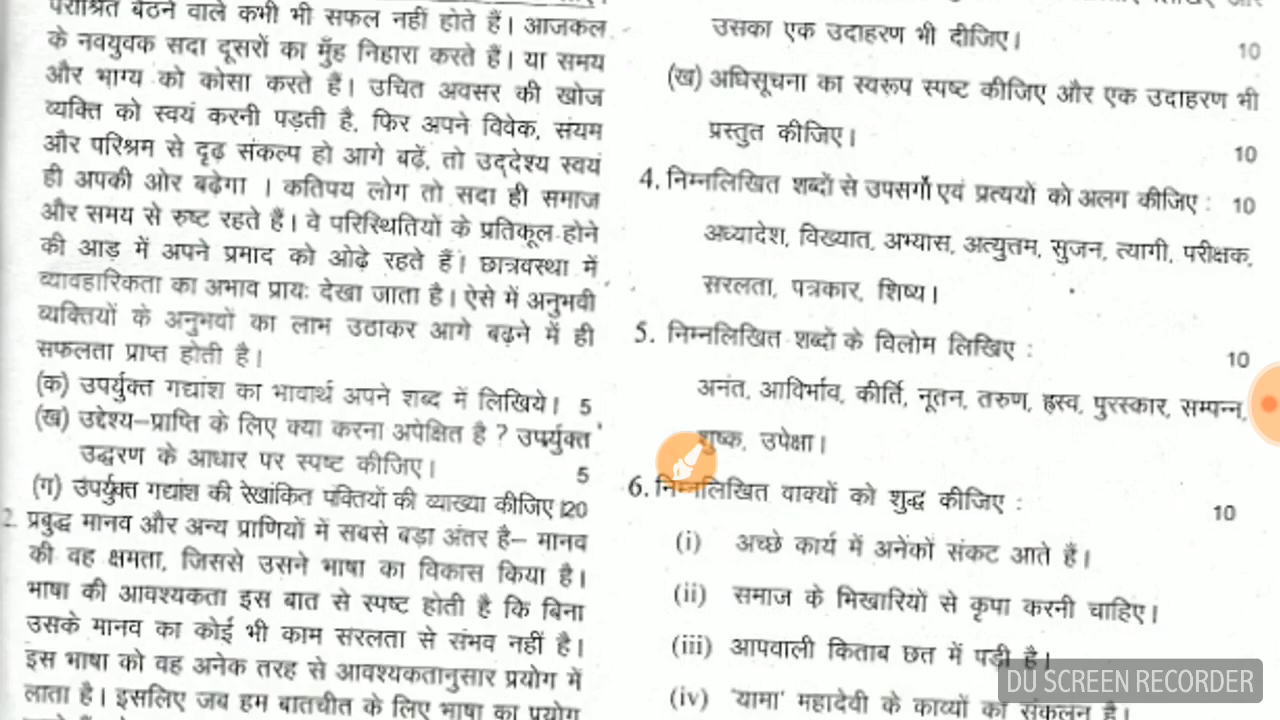 पराश्रित बैठने वाले कभी भी सफल नहीं होते हैं। आजकल
के नवयुवक सदा दूसरों का मुँह निहारा करते हैं। या समय
और भाग्य को कोसा करते हैं। उचित अवसर की खोज
व्यक्ति को स्वयं करनी पड़ती है, फिर अपने विवेक, संयम
और परिश्रम से दृढ़ संकल्प हो आगे बढ़ें, तो उद्देश्य स्वयं
ही अपकी ओर बढ़ेगा । कतिपय लोग तो सदा ही समाज
और समय से रुष्ट रहते हैं। वे परिस्थितियों के प्रतिकूल होने
की आड़ में अपने प्रमाद को ओढ़े रहते हैं। छात्रवस्था में
व्यावहारिकता का अभाव प्रायः देखा जाता है। ऐसे में अनुभवी
व्यक्तियों के अनुभवों का लाभ उठाकर आगे बढ़ने में ही
सफलता प्राप्त होती है।
(क) उपर्युक्त गद्यांश का भावार्थ अपने शब्द में लिखिये। 5
(ख) उद्देश्य–प्राप्ति के लिए क्या करना अपेक्षित है ? उपर्युक्त
उद्धरण के आधार पर स्पष्ट कीजिए। 5
(ग) उपर्युक्त गद्यांश की रेखांकित पंक्तियों की व्याख्या कीजिए।20
2. प्रबुद्ध मानव और अन्य प्राणियों में सबसे बड़ा अंतर है– मानव
की वह क्षमता, जिससे उसने भाषा का विकास किया है।
भाषा की आवश्यकता इस बात से स्पष्ट होती है कि बिना
उसके मानव का कोई भी काम सरलता से संभव नहीं है।
इस भाषा को वह अनेक तरह से आवश्यकतानुसार प्रयोग में
लाता है। इसलिए जब हम बातचीत के लिए भाषा का प्रयोग
उसका एक उदाहरण भी दीजिए। 10
(ख) अधिसूचना का स्वरूप स्पष्ट कीजिए और एक उदाहरण भी
प्रस्तुत कीजिए। 10
4. निम्नलिखित शब्दों से उपसर्गों एवं प्रत्ययों को अलग कीजिए : 10
अध्यादेश, विख्यात, अभ्यास, अत्युत्तम, सुजन, त्यागी, परीक्षक,
सरलता, पत्रकार, शिष्य।
5. निम्नलिखित शब्दों के विलोम लिखिए : 10
अनंत, आविर्भाव, कीर्ति, नूतन, तरुण, ह्रस्व, पुरस्कार, सम्पन्न,
शुष्क, उपेक्षा।
6. निम्नलिखित वाक्यों को शुद्ध कीजिए : 10
(i) अच्छे कार्य में अनेकों संकट आते हैं।
(ii) समाज के भिखारियों से कृपा करनी चाहिए।
(iii) आपवाली किताब छत में पड़ी है।
(iv) 'यामा' महादेवी के काव्यों का संकलन है।
DU SCREEN RECORDER